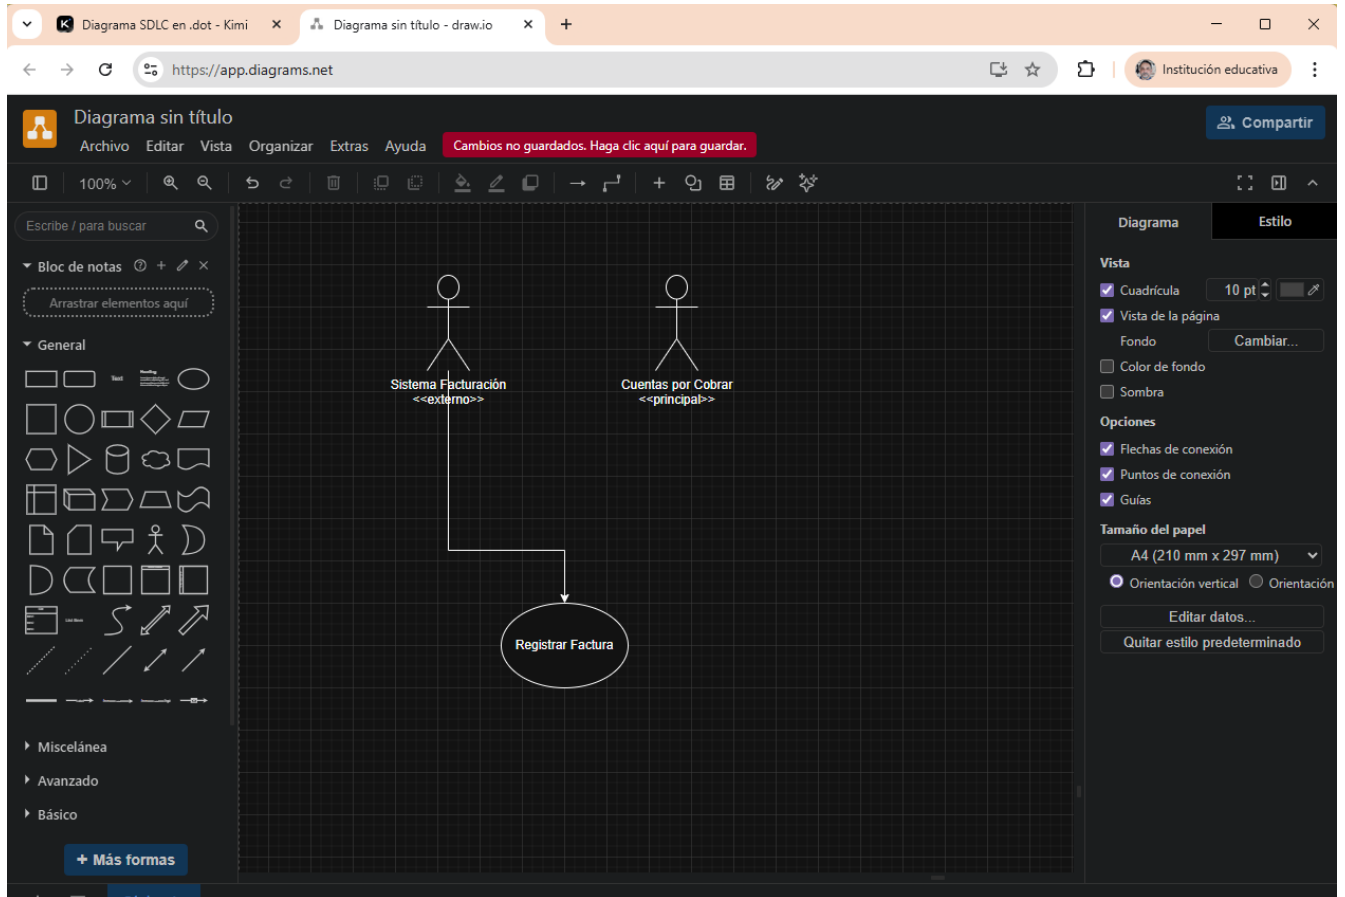 Diagrama SDLC en .dot - Kimi
Diagrama sin título - draw.io
https://app.diagrams.net
Institución educativa
Diagrama sin título
Compartir
Archivo Editar Vista Organizar Extras Ayuda
Cambios no guardados. Haga clic aquí para guardar.
100%
Escribe / para buscar
Bloc de notas
Arrastrar elementos aquí
General
Text
Heading
Miscelánea
Avanzado
Básico
+ Más formas
Sistema Facturación
<<externo>>
Cuentas por Cobrar
<<principal>>
Registrar Factura
Diagrama
Estilo
Vista
Cuadrícula
10 pt
Vista de la página
Fondo
Cambiar...
Color de fondo
Sombra
Opciones
Flechas de conexión
Puntos de conexión
Guías
Tamaño del papel
A4 (210 mm x 297 mm)
Orientación vertical
Orientación
Editar datos...
Quitar estilo predeterminado